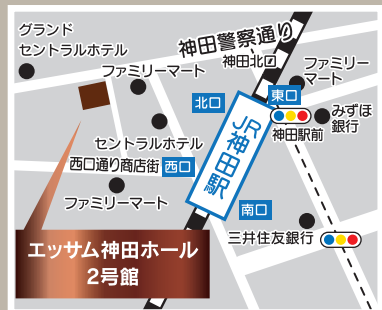 グランド
セントラルホテル
神田警察通り
神田北口
ファミリー
マート
ファミリーマート
北口
東口
みずほ
銀行
神田駅前
JR神田駅
セントラルホテル
西口通り商店街
西口
ファミリーマート
南口
三井住友銀行
エッサム神田ホール
2号館